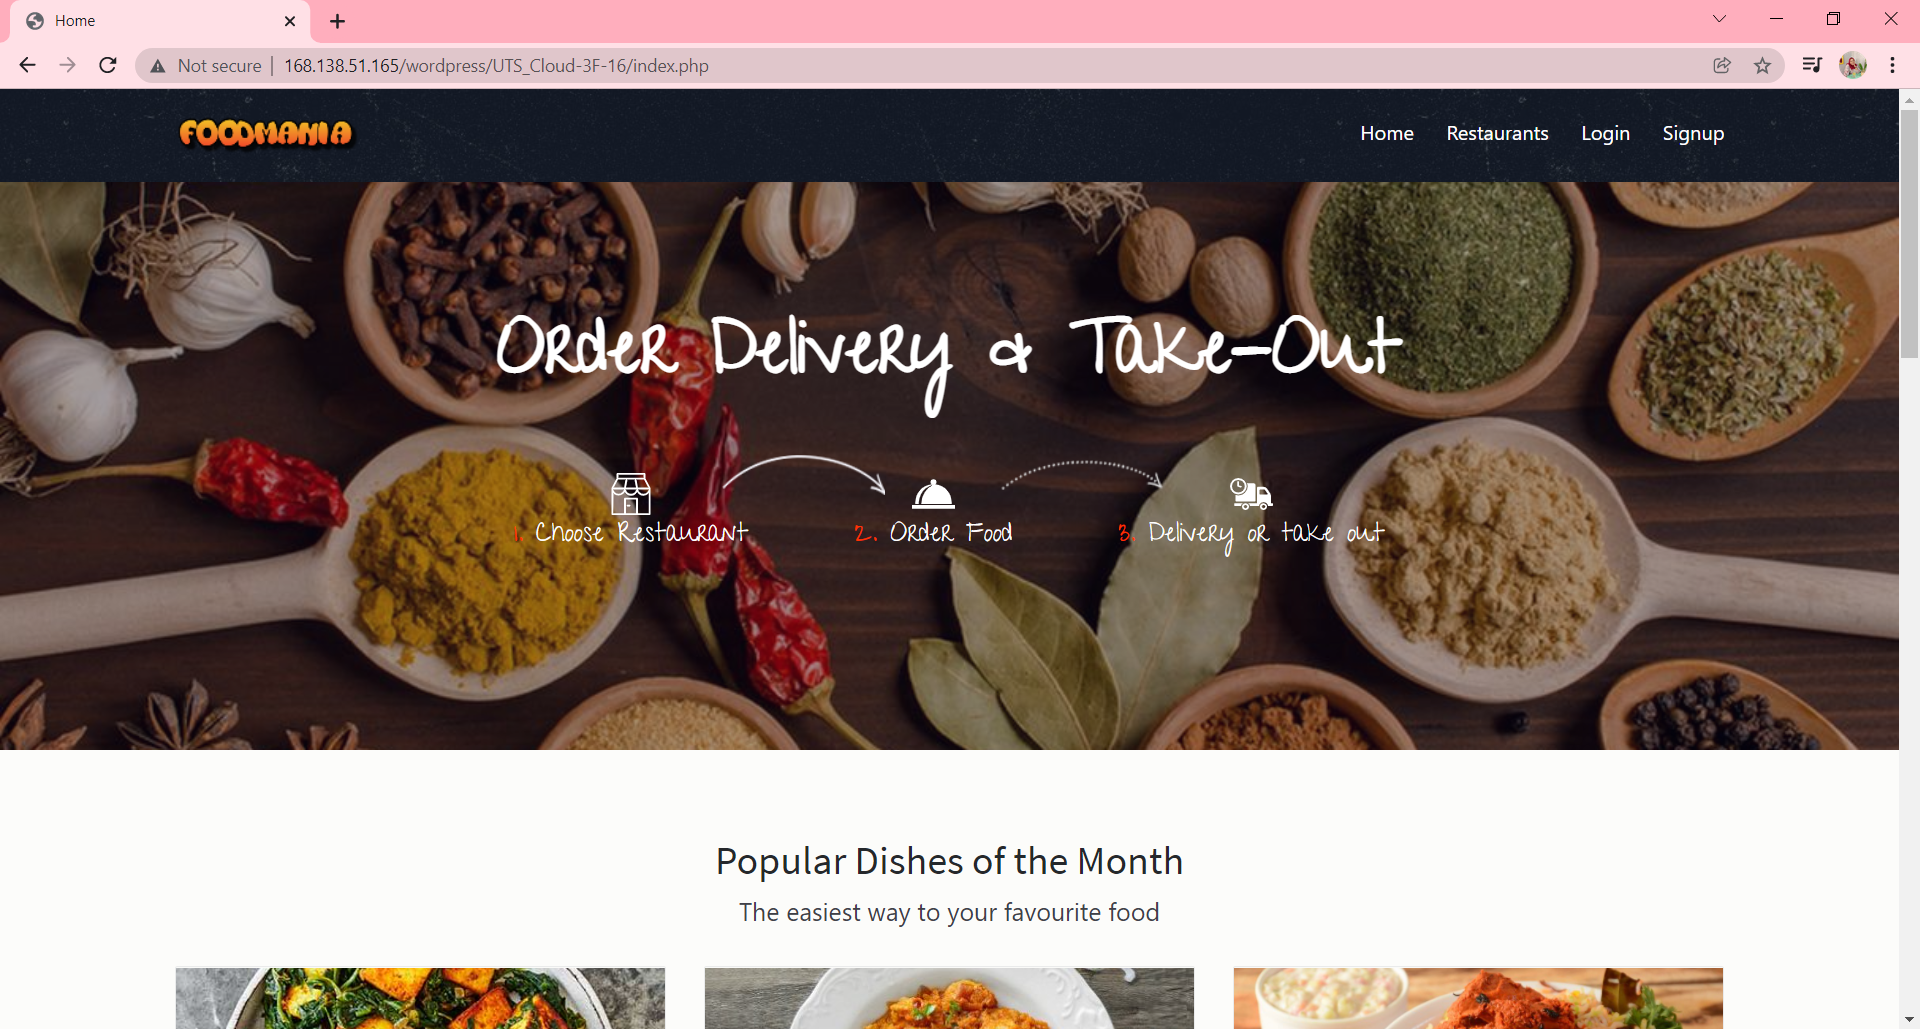 Home
Not secure
168.138.51.165/wordpress/UTS_Cloud-3F-16/index.php
FOODMANIA
Home Restaurants Login Signup
Order Delivery & Take-Out
1. Choose Restaurant
2. Order Food
3. Delivery or take out
Popular Dishes of the Month
The easiest way to your favourite food